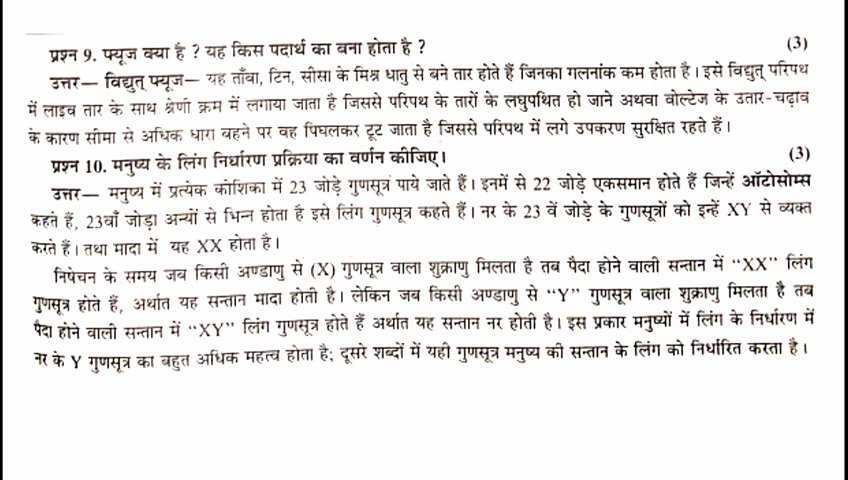 प्रश्न 9. फ्यूज क्या है ? यह किस पदार्थ का बना होता है ? (3)
उत्तर— विद्युत् फ्यूज— यह ताँबा, टिन, सीसा के मिश्र धातु से बने तार होते हैं जिनका गलनांक कम होता है। इसे विद्युत् परिपथ
में लाइव तार के साथ श्रेणी क्रम में लगाया जाता है जिससे परिपथ के तारों के लघुपथित हो जाने अथवा वोल्टेज के उतार-चढ़ाव
के कारण सीमा से अधिक धारा बहने पर वह पिघलकर टूट जाता है जिससे परिपथ में लगे उपकरण सुरक्षित रहते हैं।
प्रश्न 10. मनुष्य के लिंग निर्धारण प्रक्रिया का वर्णन कीजिए। (3)
उत्तर— मनुष्य में प्रत्येक कोशिका में 23 जोड़े गुणसूत्र पाये जाते हैं। इनमें से 22 जोड़े एकसमान होते हैं जिन्हें ऑटोसोम्स
कहते हैं, 23वाँ जोड़ा अन्यों से भिन्न होता है इसे लिंग गुणसूत्र कहते हैं। नर के 23 वें जोड़े के गुणसूत्रों को इन्हें XY से व्यक्त
करते हैं। तथा मादा में यह XX होता है।
निषेचन के समय जब किसी अण्डाणु से (X) गुणसूत्र वाला शुक्राणु मिलता है तब पैदा होने वाली सन्तान में “XX” लिंग
गुणसूत्र होते हैं, अर्थात यह सन्तान मादा होती है। लेकिन जब किसी अण्डाणु से “Y” गुणसूत्र वाला शुक्राणु मिलता है तब
पैदा होने वाली सन्तान में “XY” लिंग गुणसूत्र होते हैं अर्थात यह सन्तान नर होती है। इस प्रकार मनुष्यों में लिंग के निर्धारण में
नर के Y गुणसूत्र का बहुत अधिक महत्व होता है; दूसरे शब्दों में यही गुणसूत्र मनुष्य की सन्तान के लिंग को निर्धारित करता है।